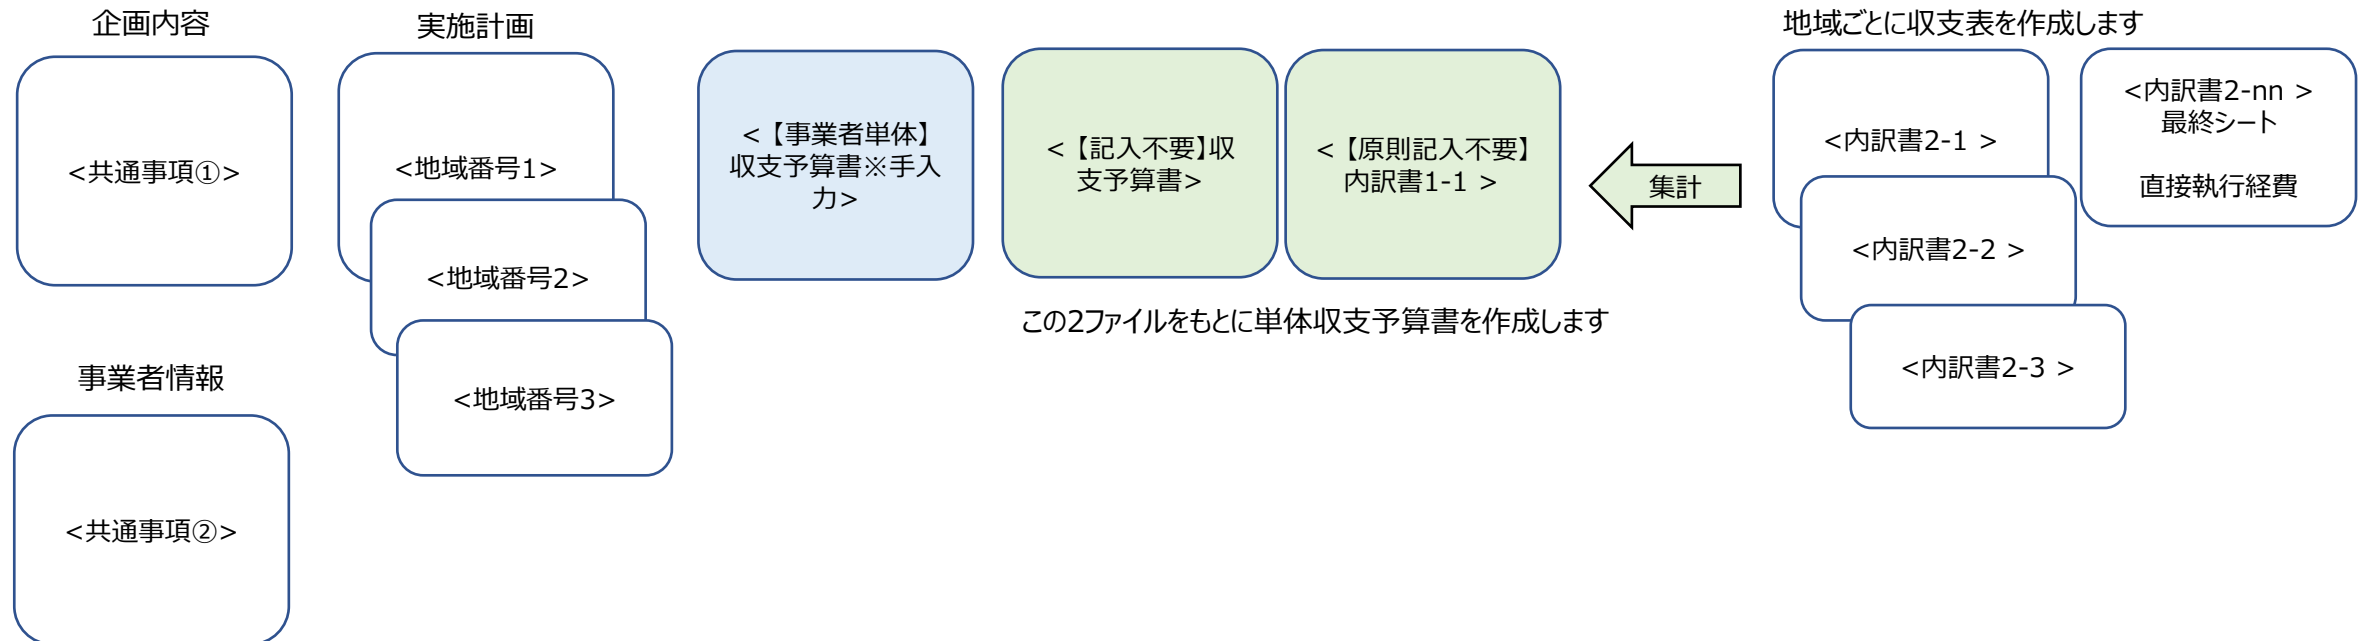 企画内容
<共通事項①>
事業者情報
<共通事項②>
実施計画
<地域番号1>
<地域番号2>
<地域番号3>
<【事業者単体】
収支予算書※手入
力>
<【記入不要】収
支予算書>
<【原則記入不要】
内訳書1-1 >
この2ファイルをもとに単体収支予算書を作成します
集計
地域ごとに収支表を作成します
<内訳書2-1 >
<内訳書2-2 >
<内訳書2-3 >
<内訳書2-nn >
最終シート
直接執行経費